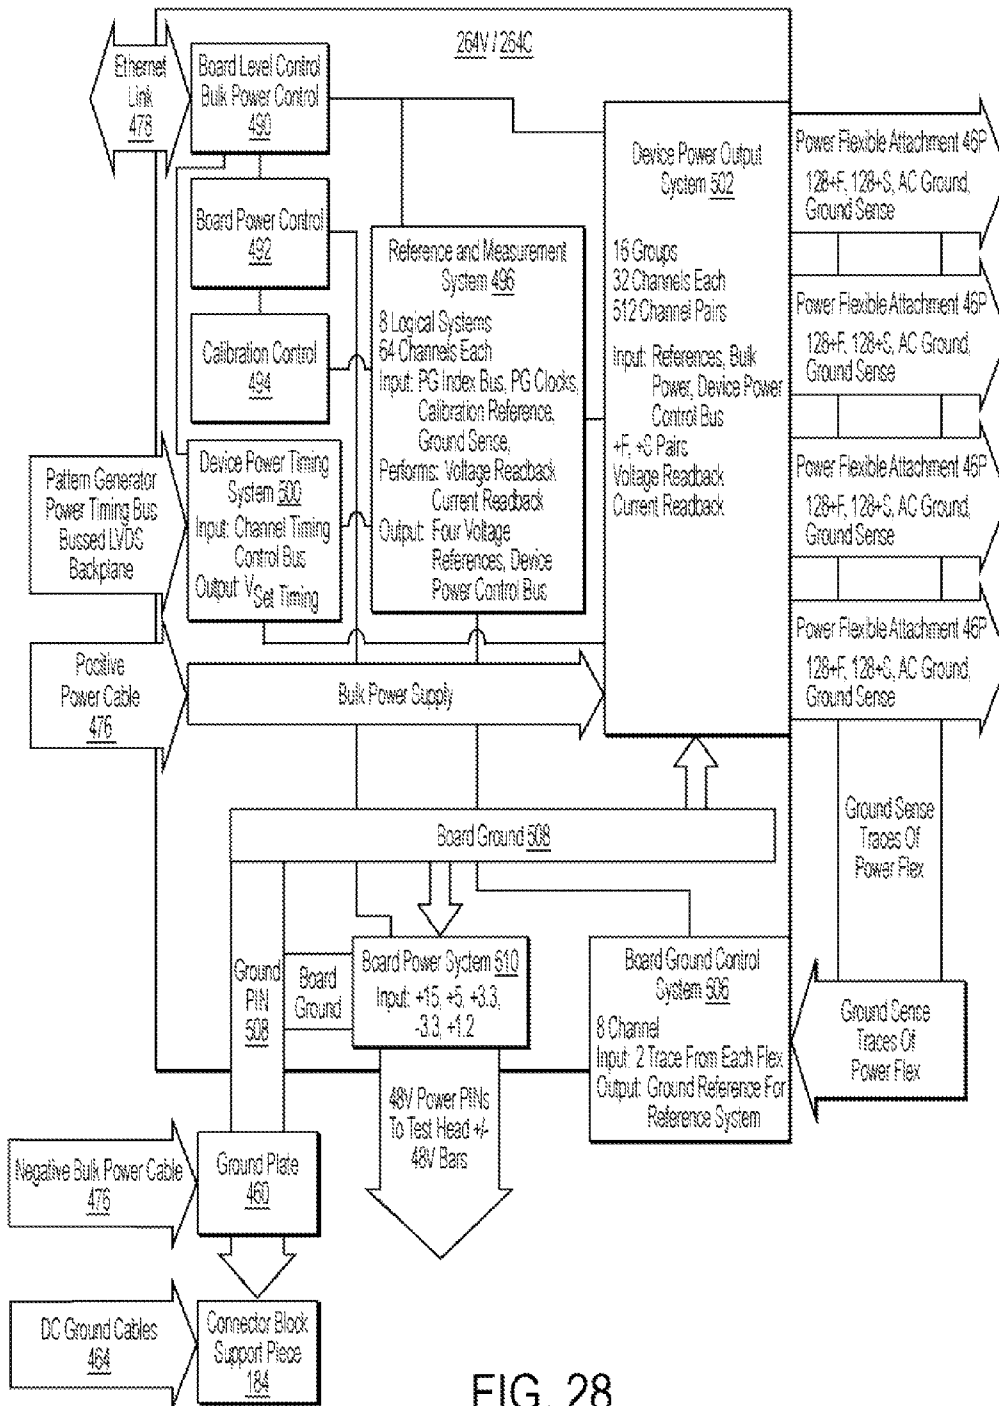 264V / 264C
Ethernet
Link
478
Board Level Control
Bulk Power Control
490
Board Power Control
492
Calibration Control
494
Reference and Measurement
System 496
8 Logical Systems
64 Channels Each
Input: PG Index Bus, PG Clocks,
Calibration Reference,
Ground Sense,
Performs: Voltage Readback
Current Readback
Output: Four Voltage
References, Device
Power Control Bus
Device Power Output
System 502
16 Groups
32 Channels Each
512 Channel Pairs
Input: References, Bulk
Power, Device Power
Control Bus
+F, +S Pairs
Voltage Readback
Current Readback
Power Flexible Attachment 46P
128+F, 128+S, AC Ground,
Ground Sense
Power Flexible Attachment 46P
128+F, 128+S, AC Ground,
Ground Sense
Power Flexible Attachment 46P
128+F, 128+S, AC Ground,
Ground Sense
Power Flexible Attachment 46P
128+F, 128+S, AC Ground,
Ground Sense
Pattern Generator
Power Timing Bus
Bussed LVDS
Backplane
Device Power Timing
System 500
Input: Channel Timing
Control Bus
Output: VSet Timing
Positive
Power Cable
476
Bulk Power Supply
Board Ground 508
Ground Sense
Traces Of
Power Flex
Ground
PIN
508
Board
Ground
Board Power System 510
Input: +15, +5, +3.3,
-3.3, +1.2
Board Ground Control
System 506
8 Channel
Input: 2 Trace From Each Flex
Output: Ground Reference For
Reference System
Ground Sense
Traces Of
Power Flex
48V Power PINs
To Test Head +/-
48V Bars
Negative Bulk Power Cable
476
Ground Plate
460
DC Ground Cables
464
Connector Block
Support Piece
184
FIG. 28